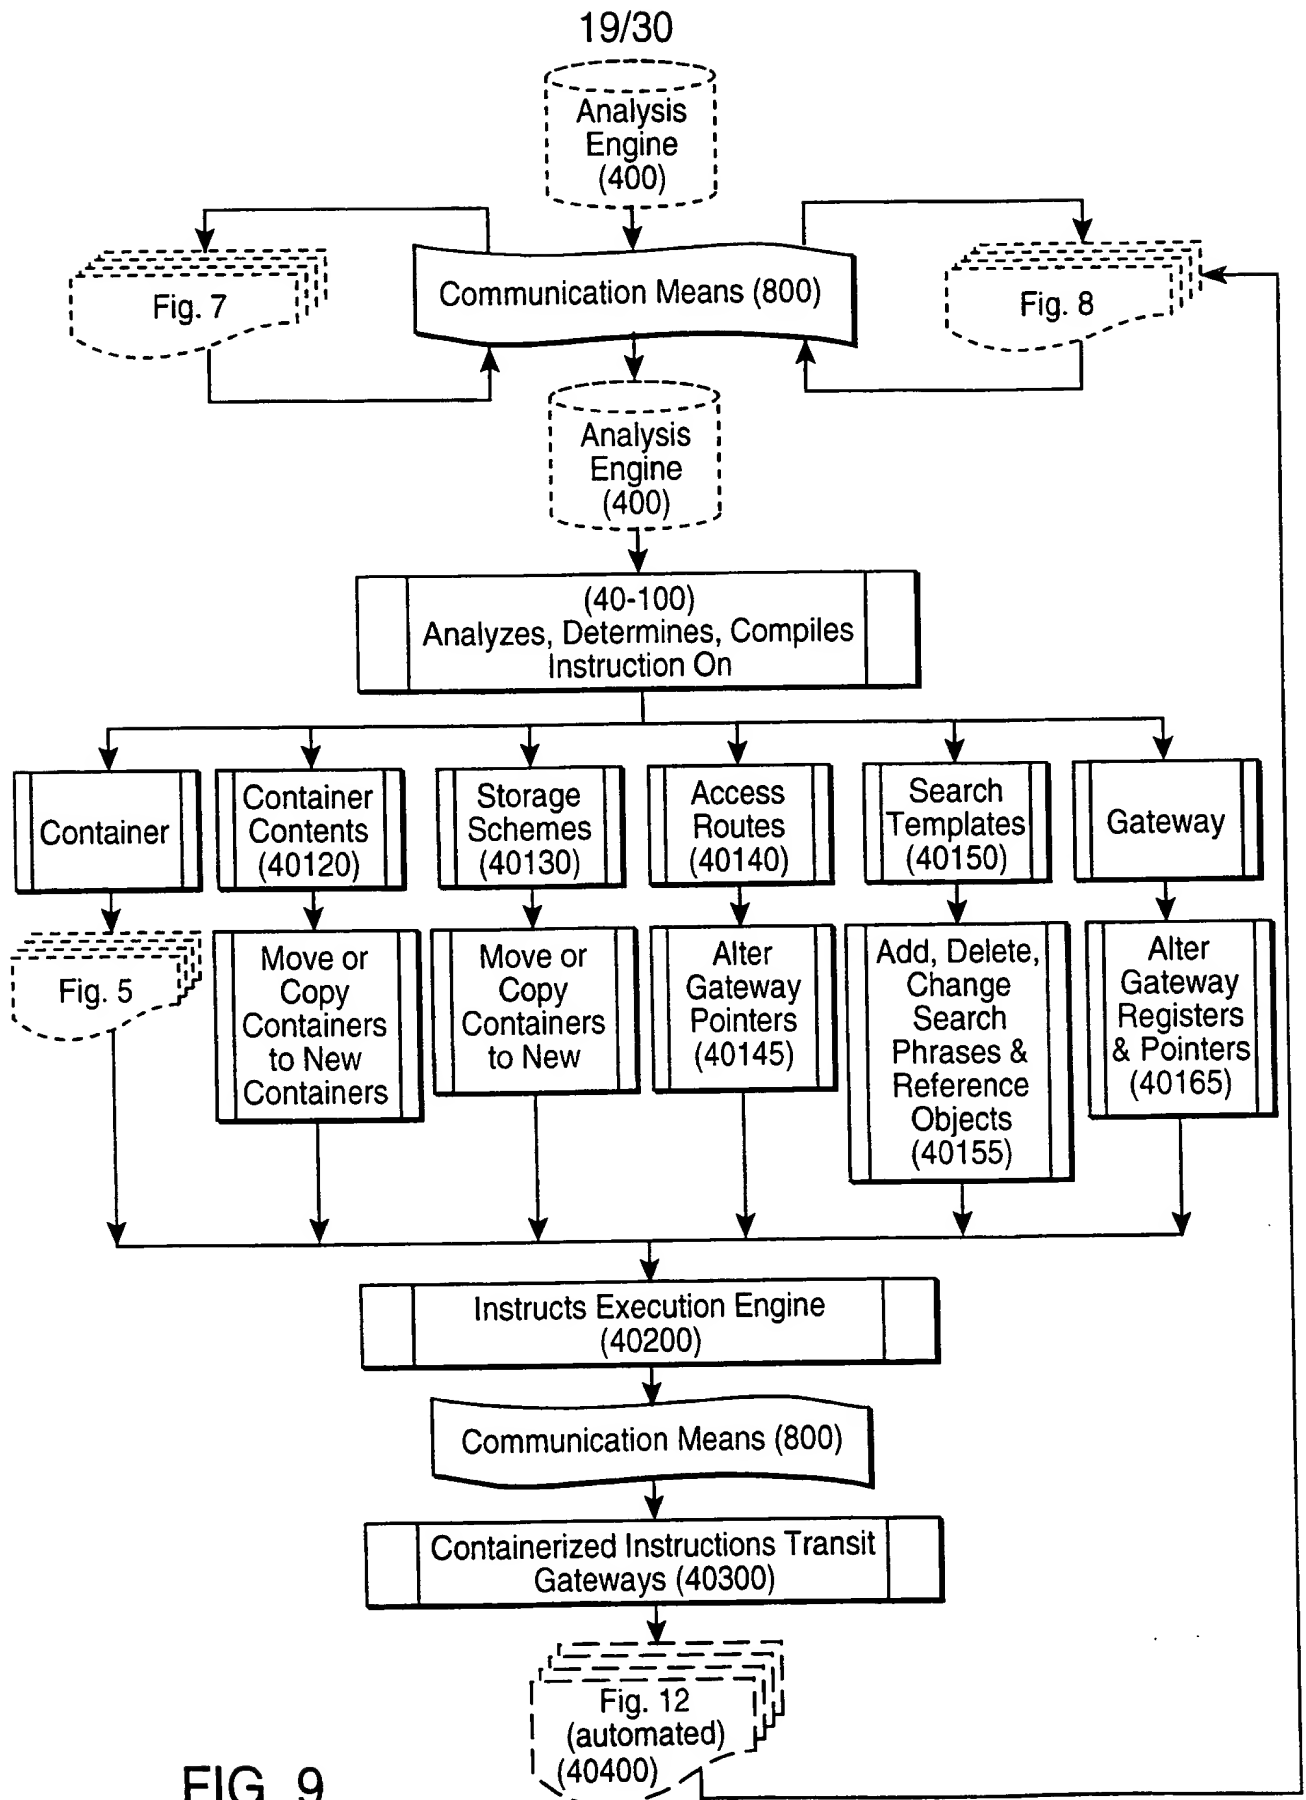 19/30
Analysis
Engine
(400)
Communication Means (800)
Fig. 7
Fig. 8
Analysis
Engine
(400)
(40-100)
Analyzes, Determines, Compiles
Instruction On
Container
Container
Contents
(40120)
Storage
Schemes
(40130)
Access
Routes
(40140)
Search
Templates
(40150)
Gateway
Fig. 5
Move or
Copy
Containers
to New
Containers
Move or
Copy
Containers
to New
Alter
Gateway
Pointers
(40145)
Add, Delete,
Change
Search
Phrases &
Reference
Objects
(40155)
Alter
Gateway
Registers
& Pointers
(40165)
Instructs Execution Engine
(40200)
Communication Means (800)
Containerized Instructions Transit
Gateways (40300)
Fig. 12
(automated)
(40400)
FIG. 9